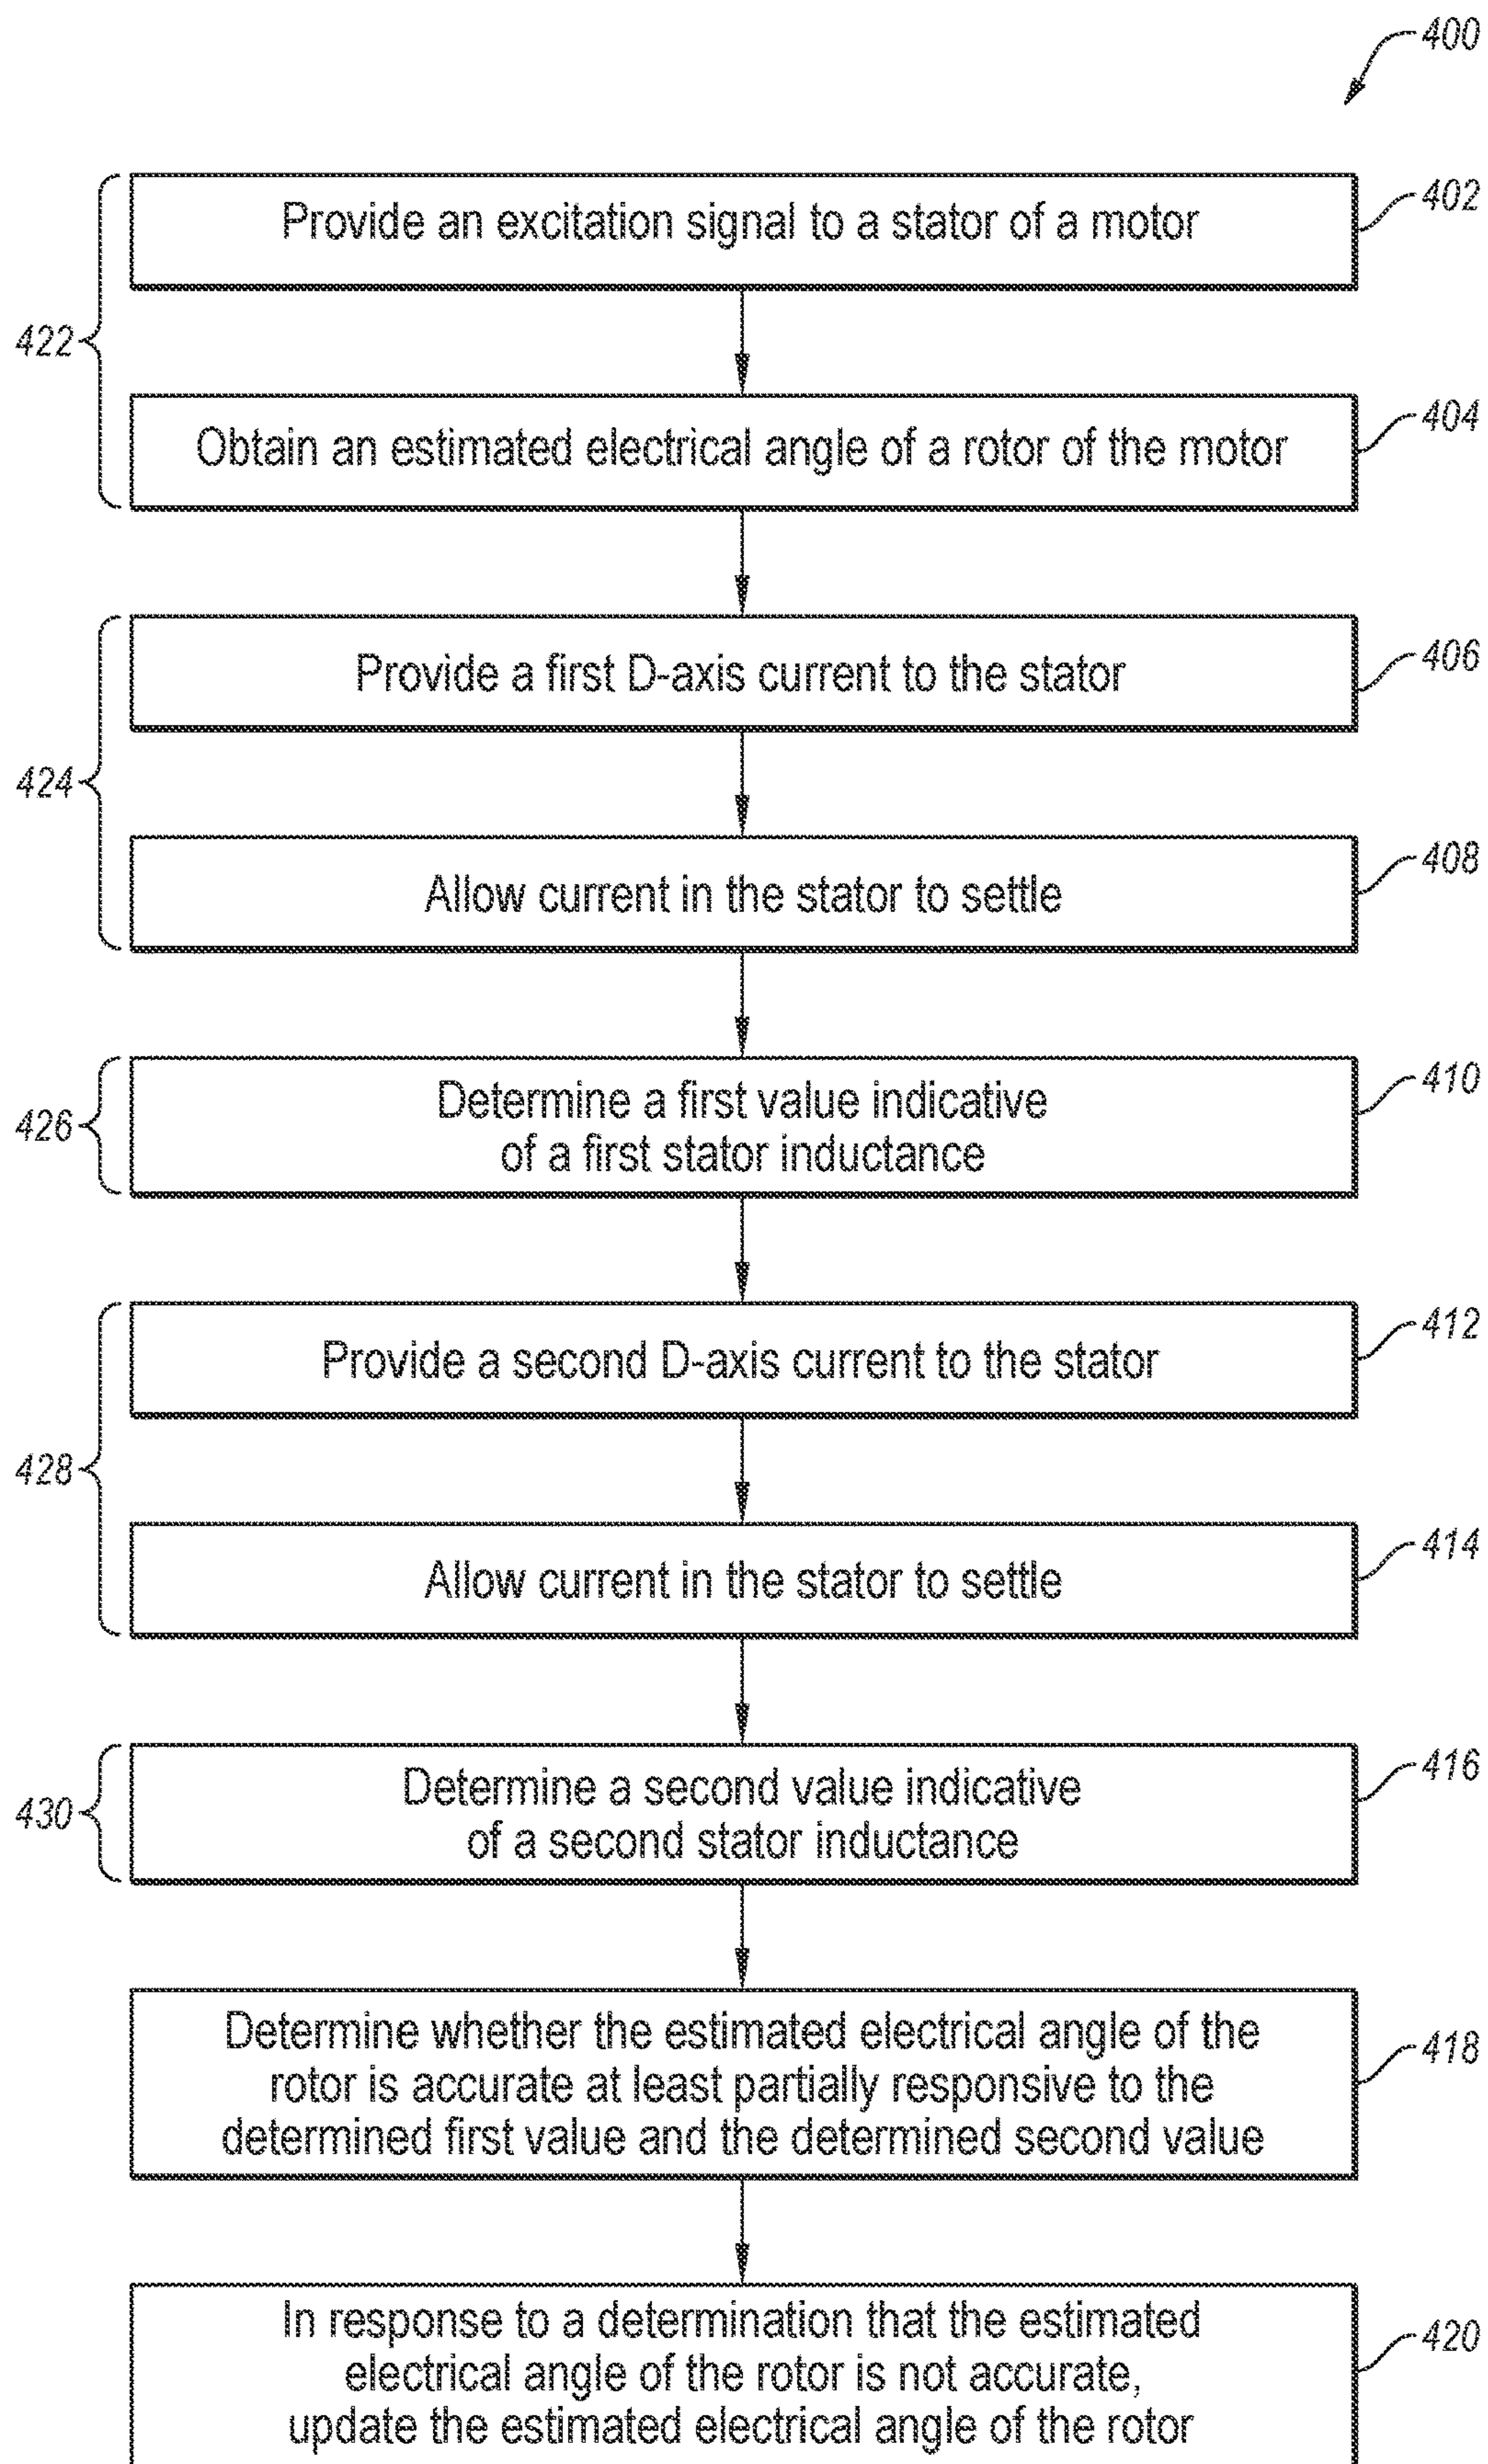 400
Provide an excitation signal to a stator of a motor
402
422
Obtain an estimated electrical angle of a rotor of the motor
404
Provide a first D-axis current to the stator
406
424
Allow current in the stator to settle
408
Determine a first value indicative
of a first stator inductance
410
426
Provide a second D-axis current to the stator
412
428
Allow current in the stator to settle
414
Determine a second value indicative
of a second stator inductance
416
430
Determine whether the estimated electrical angle of the
rotor is accurate at least partially responsive to the
determined first value and the determined second value
418
In response to a determination that the estimated
electrical angle of the rotor is not accurate,
update the estimated electrical angle of the rotor
420